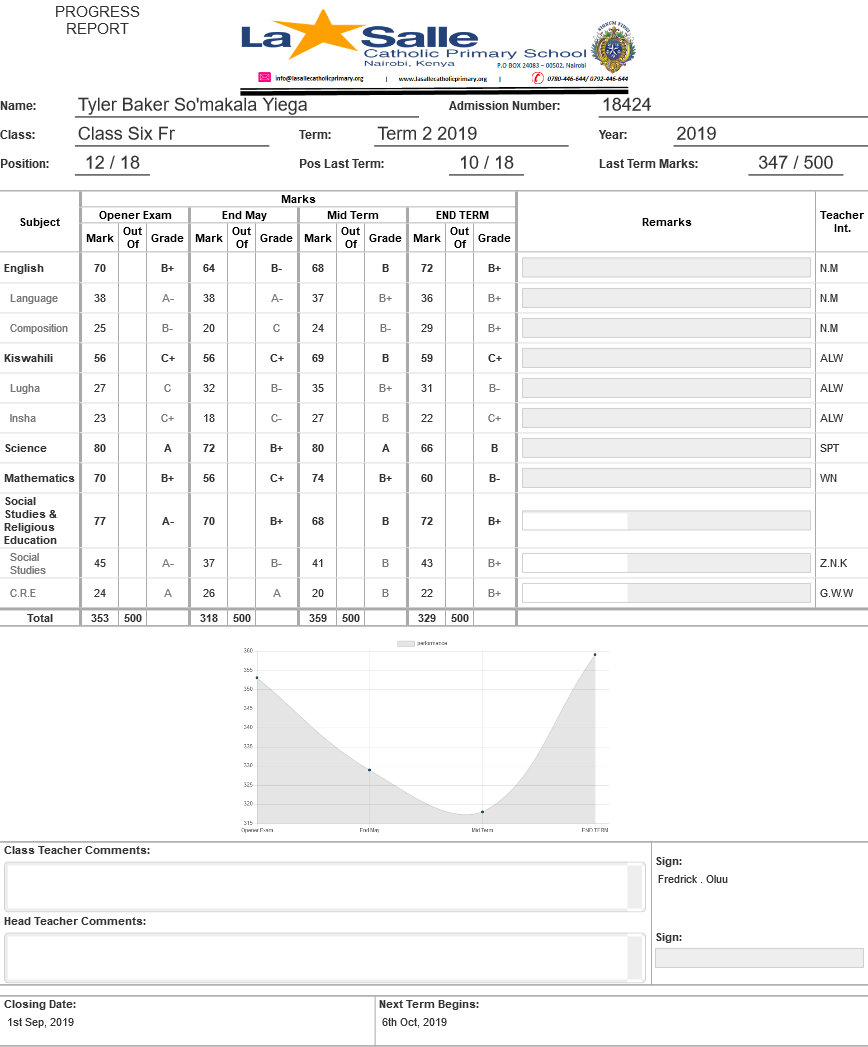 PROGRESS
REPORT
La Salle
Catholic Primary School
Nairobi, Kenya
P.O BOX 24083 – 00502, Nairobi
info@lasallecatholicprimary.org | www.lasallecatholicprimary.org | 0780-446-644/ 0792-446-644
Name: Tyler Baker So'makala Yiega Admission Number: 18424
Class: Class Six Fr Term: Term 2 2019 Year: 2019
Position: 12 / 18 Pos Last Term: 10 / 18 Last Term Marks: 347 / 500
Marks
Subject Opener Exam End May Mid Term END TERM Remarks Teacher Int.
Mark Out Of Grade Mark Out Of Grade Mark Out Of Grade Mark Out Of Grade
English 70 B+ 64 B- 68 B 72 B+ N.M
Language 38 A- 38 A- 37 B+ 36 B+ N.M
Composition 25 B- 20 C 24 B- 29 B+ N.M
Kiswahili 56 C+ 56 C+ 69 B 59 C+ ALW
Lugha 27 C 32 B- 35 B+ 31 B- ALW
Insha 23 C+ 18 C- 27 B 22 C+ ALW
Science 80 A 72 B+ 80 A 66 B SPT
Mathematics 70 B+ 56 C+ 74 B+ 60 B- WN
Social
Studies &
Religious
Education 77 A- 70 B+ 68 B 72 B+
Social
Studies 45 A- 37 B- 41 B 43 B+ Z.N.K
C.R.E 24 A 26 A 20 B 22 B+ G.W.W
Total 353 500 318 500 359 500 329 500
performance
360
355
350
345
340
335
330
325
320
315
Opener Exam End May Mid Term END TERM
Class Teacher Comments:
Sign:
Fredrick . Oluu
Head Teacher Comments:
Sign:
Closing Date: Next Term Begins:
1st Sep, 2019 6th Oct, 2019